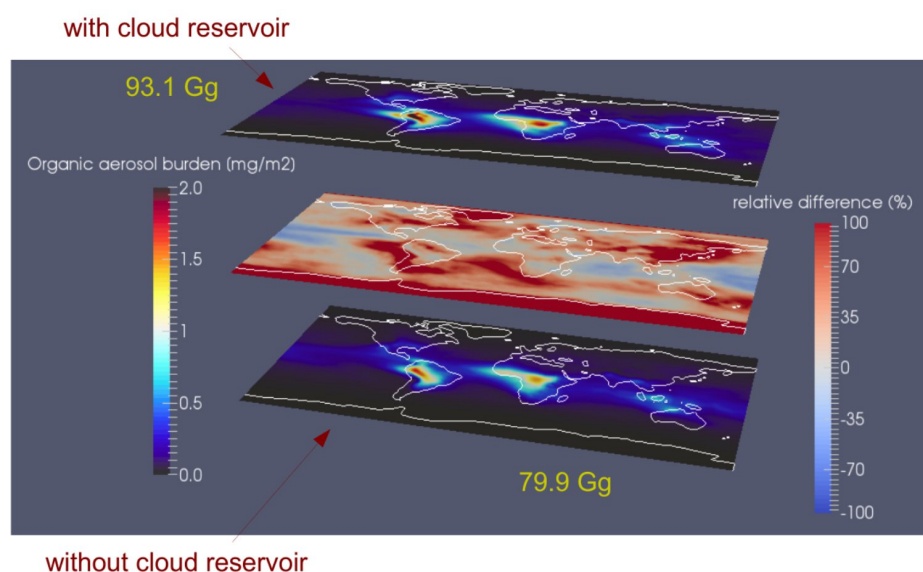 with cloud reservoir
93.1 Gg
Organic aerosol burden (mg/m2)
2.0
1.5
1
0.5
0.0
relative difference (%)
100
70
35
0
-35
-70
-100
79.9 Gg
without cloud reservoir